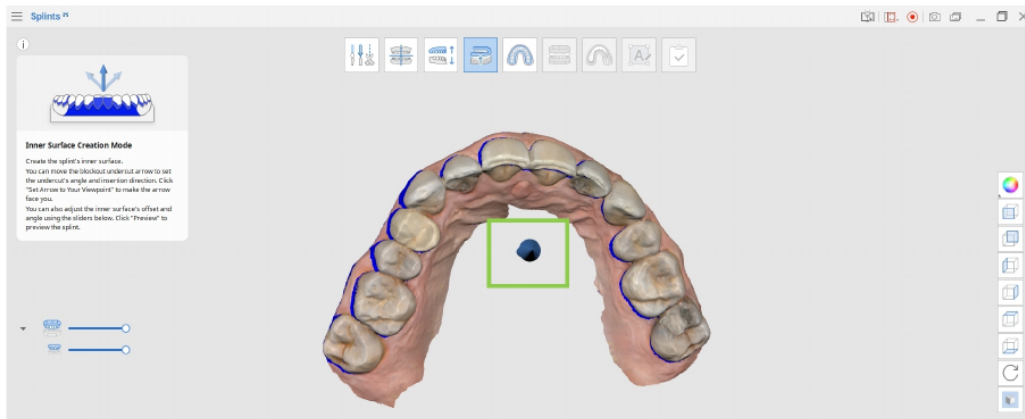 Splints
Inner Surface Creation Mode
Create the splint's inner surface.
You can move the blockout undercut arrow to set
the undercut's angle and insertion direction. Click
"Set Arrow to Your Viewpoint" to make the arrow
face you.
You can also adjust the inner surface's offset and
angle using the sliders below. Click "Preview" to
preview the splint.